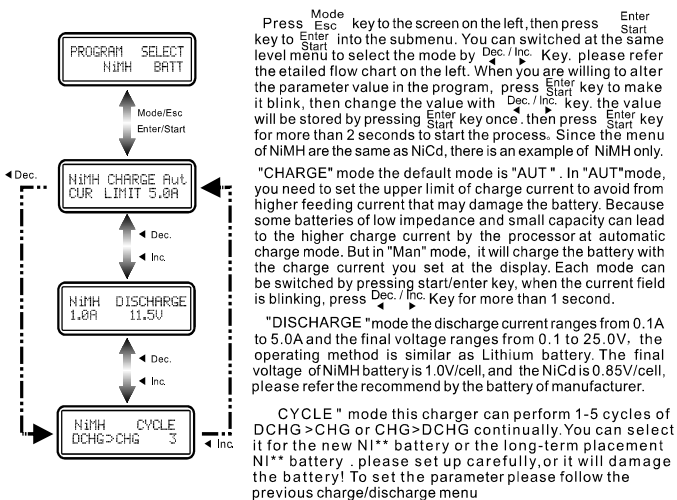 PROGRAM SELECT
NiMH BATT
Mode/Esc
Enter/Start
◀ Dec.
NiMH CHARGE Aut
CUR LIMIT 5.0A
◀ Dec.
◀ Inc.
NiMH DISCHARGE
1.0A 11.5V
◀ Dec.
◀ Inc.
NiMH CYCLE
DCHG>CHG 3
◀ Inc.
Press Mode Esc key to the screen on the left, then press Enter Start
key to Enter Start into the submenu. You can switched at the same
level menu to select the mode by Dec. / Inc. ◀ ▶ Key. please refer
the etailed flow chart on the left. When you are willing to alter
the parameter value in the program, press Enter Start key to make
it blink, then change the value with Dec. / Inc. ◀ ▶ key. the value
will be stored by pressing Enter Start key once. then press Enter Start key
for more than 2 seconds to start the process。 Since the menu
of NiMH are the same as NiCd, there is an example of NiMH only.
"CHARGE" mode the default mode is "AUT " . In "AUT"mode,
you need to set the upper limit of charge current to avoid from
higher feeding current that may damage the battery. Because
some batteries of low impedance and small capacity can lead
to the higher charge current by the processor at automatic
charge mode. But in "Man" mode, it will charge the battery with
the charge current you set at the display. Each mode can
be switched by pressing start/enter key, when the current field
is blinking, press Dec. / Inc. ◀ ▶ Key for more than 1 second.
"DISCHARGE "mode the discharge current ranges from 0.1A
to 5.0A and the final voltage ranges from 0.1 to 25.0V, the
operating method is similar as Lithium battery. The final
voltage of NiMH battery is 1.0V/cell, and the NiCd is 0.85V/cell,
please refer the recommend by the battery of manufacturer.
CYCLE " mode this charger can perform 1-5 cycles of
DCHG >CHG or CHG>DCHG continually. You can select
it for the new NI** battery or the long-term placement
NI** battery . please set up carefully,or it will damage
the battery! To set the parameter please follow the
previous charge/discharge menu